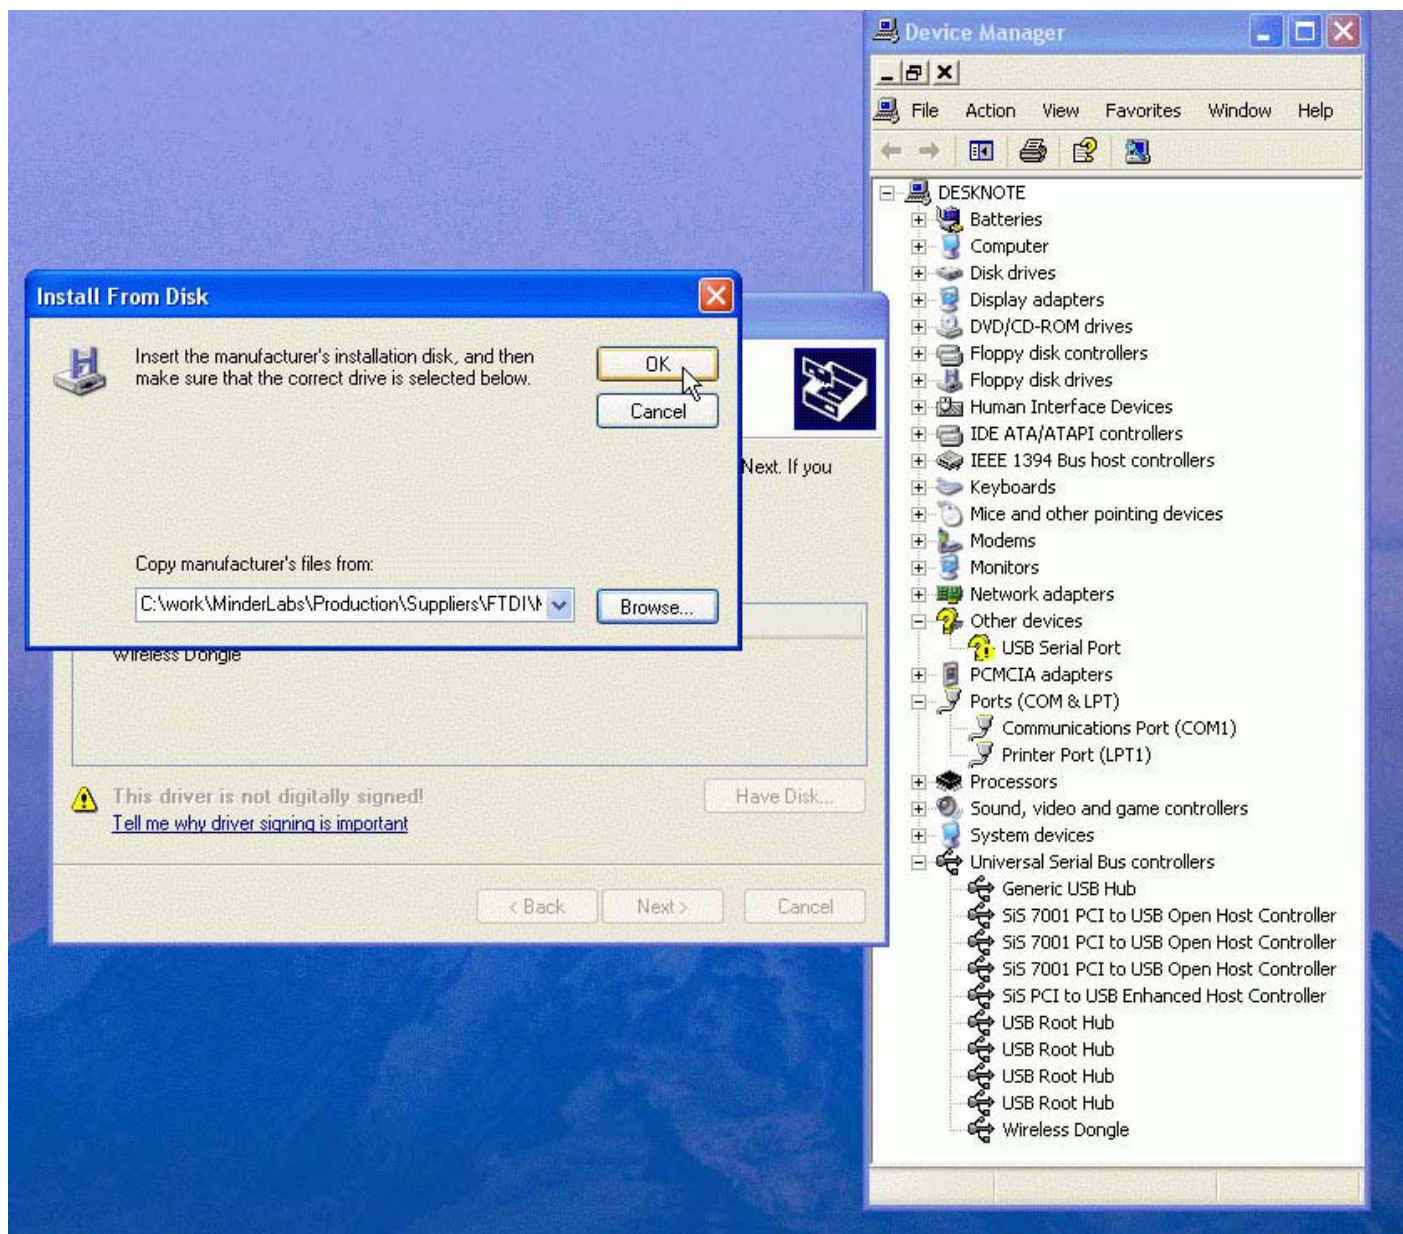 Device Manager
File Action View Favorites Window Help
DESKNOTE
Batteries
Computer
Disk drives
Display adapters
DVD/CD-ROM drives
Floppy disk controllers
Floppy disk drives
Human Interface Devices
IDE ATA/ATAPI controllers
IEEE 1394 Bus host controllers
Keyboards
Mice and other pointing devices
Modems
Monitors
Network adapters
Other devices
USB Serial Port
PCMCIA adapters
Ports (COM & LPT)
Communications Port (COM1)
Printer Port (LPT1)
Processors
Sound, video and game controllers
System devices
Universal Serial Bus controllers
Generic USB Hub
SiS 7001 PCI to USB Open Host Controller
SiS 7001 PCI to USB Open Host Controller
SiS 7001 PCI to USB Open Host Controller
SiS PCI to USB Enhanced Host Controller
USB Root Hub
USB Root Hub
USB Root Hub
USB Root Hub
Wireless Dongle
Install From Disk
Insert the manufacturer's installation disk, and then
make sure that the correct drive is selected below.
OK
Cancel
Copy manufacturer's files from:
C:\work\MinderLabs\Production\Suppliers\FTDI\
Browse...
Next. If you
Wireless Dongle
This driver is not digitally signed!
Tell me why driver signing is important
Have Disk...
< Back Next > Cancel